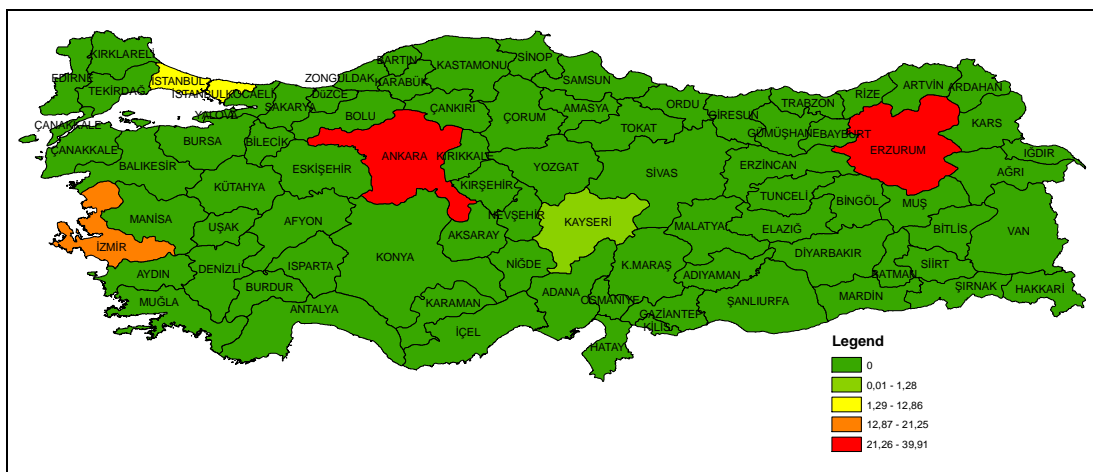 KIRKLARELİ
EDİRNE
TEKİRDAĞ
İSTANBUL
İSTANBUL
KOCAELİ
YALOVA
SAKARYA
DÜZCE
ZONGULDAK
BARTIN
KARABÜK
KASTAMONU
SİNOP
SAMSUN
ORDU
GİRESUN
TRABZON
RİZE
ARTVİN
ARDAHAN
KARS
IĞDIR
AĞRI
ERZURUM
BAYBURT
GÜMÜŞHANE
ERZİNCAN
SİVAS
TOKAT
AMASYA
ÇORUM
ÇANKIRI
BOLU
ANKARA
KIRIKKALE
YOZGAT
KIRŞEHİR
NEVŞEHİR
KAYSERİ
ESKİŞEHİR
BİLECİK
BURSA
ÇANAKKALE
ÇANAKKALE
BALIKESİR
KÜTAHYA
MANİSA
UŞAK
AFYON
İZMİR
AYDIN
DENİZLİ
ISPARTA
BURDUR
MUĞLA
ANTALYA
KONYA
AKSARAY
NİĞDE
KARAMAN
İÇEL
ADANA
OSMANİYE
HATAY
K.MARAŞ
GAZİANTEP
KİLİS
ADIYAMAN
MALATYA
ELAZIĞ
TUNCELİ
BİNGÖL
MUŞ
BİTLİS
VAN
DİYARBAKIR
BATMAN
SİİRT
ŞIRNAK
HAKKARİ
MARDİN
ŞANLIURFA
Legend
0
0,01 - 1,28
1,29 - 12,86
12,87 - 21,25
21,26 - 39,91